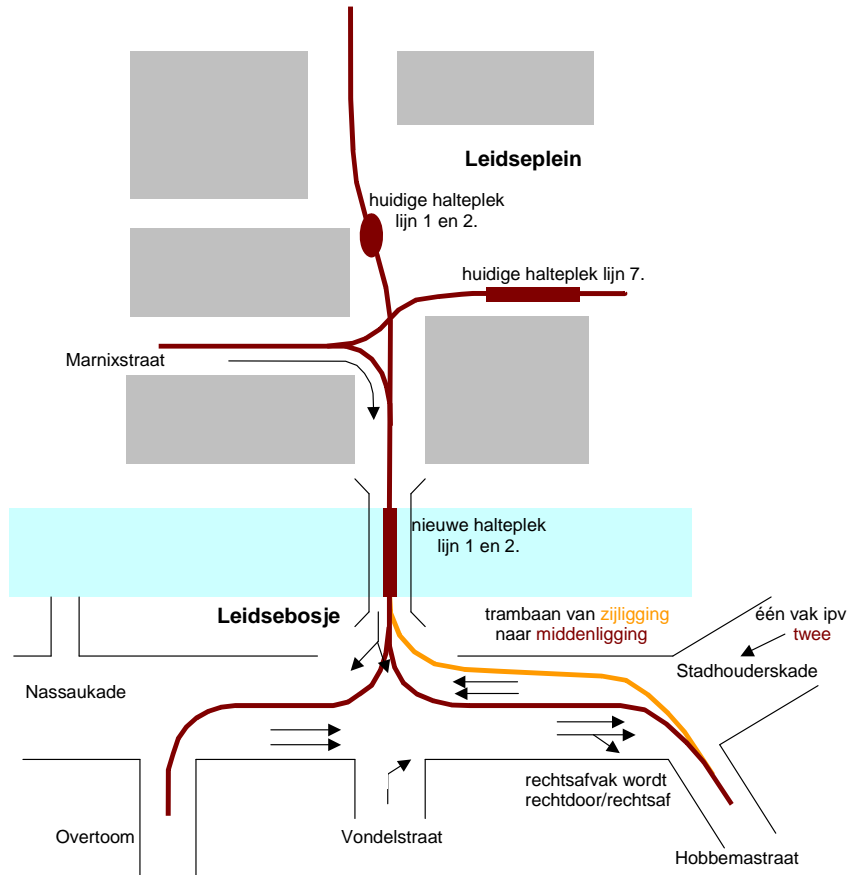 Leidseplein
huidige halteplek
lijn 1 en 2.
huidige halteplek lijn 7.
Marnixstraat
nieuwe halteplek
lijn 1 en 2.
Leidsebosje
trambaan van zijligging
naar middenligging
één vak ipv
twee
Stadhouderskade
Nassaukade
rechtsafvak wordt
rechtdoor/rechtsaf
Overtoom
Vondelstraat
Hobbemastraat